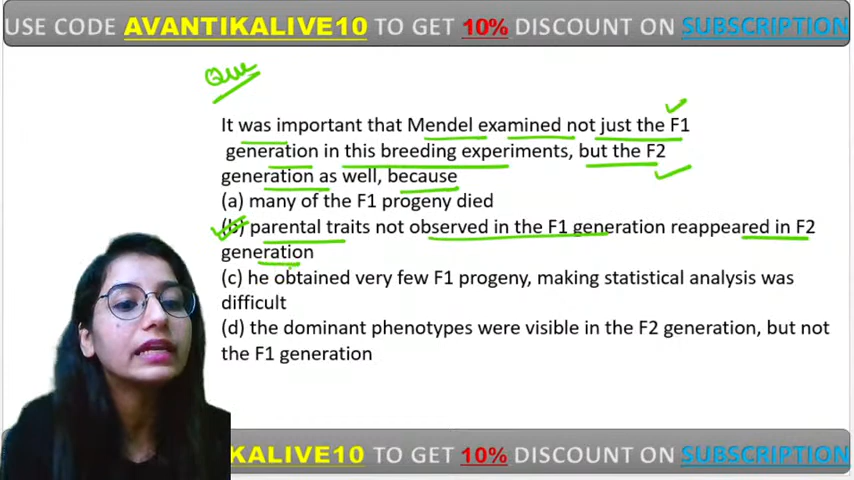 USE CODE AVANTIKALIVE10 TO GET 10% DISCOUNT ON SUBSCRIPTION
Que
It was important that Mendel examined not just the F1
generation in this breeding experiments, but the F2
generation as well, because
(a) many of the F1 progeny died
(b) parental traits not observed in the F1 generation reappeared in F2
generation
(c) he obtained very few F1 progeny, making statistical analysis was
difficult
(d) the dominant phenotypes were visible in the F2 generation, but not
the F1 generation
KALIVE10 TO GET 10% DISCOUNT ON SUBSCRIPTION